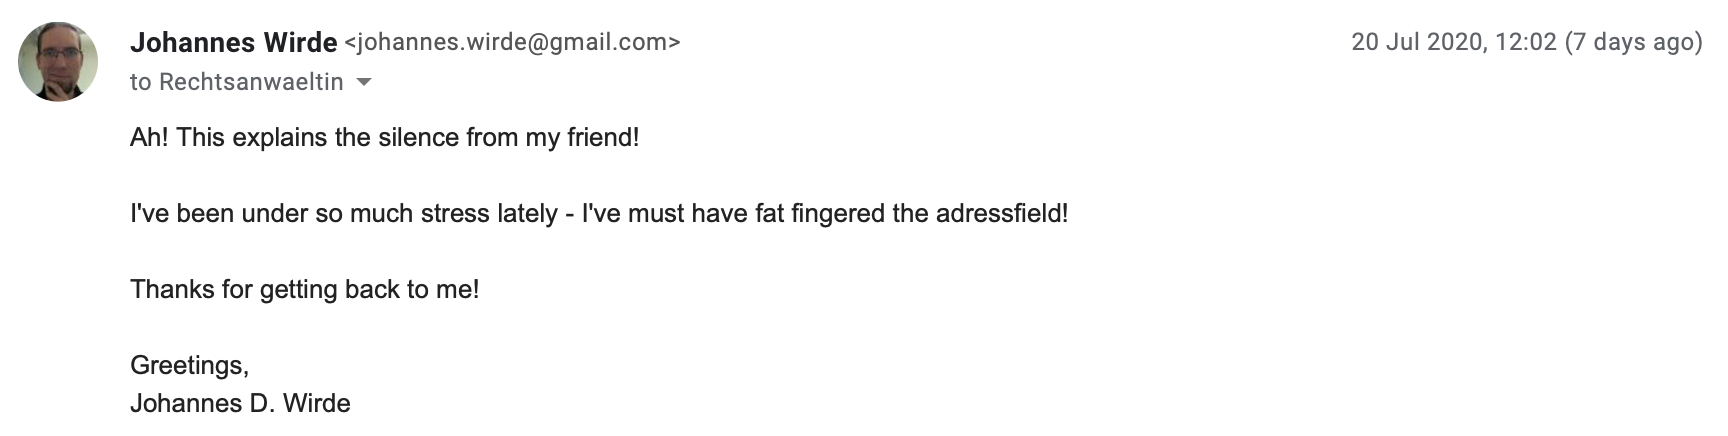 Johannes Wirde <johannes.wirde@gmail.com> 20 Jul 2020, 12:02 (7 days ago)
to Rechtsanwaeltin
Ah! This explains the silence from my friend!
I've been under so much stress lately - I've must have fat fingered the adressfield!
Thanks for getting back to me!
Greetings,
Johannes D. Wirde